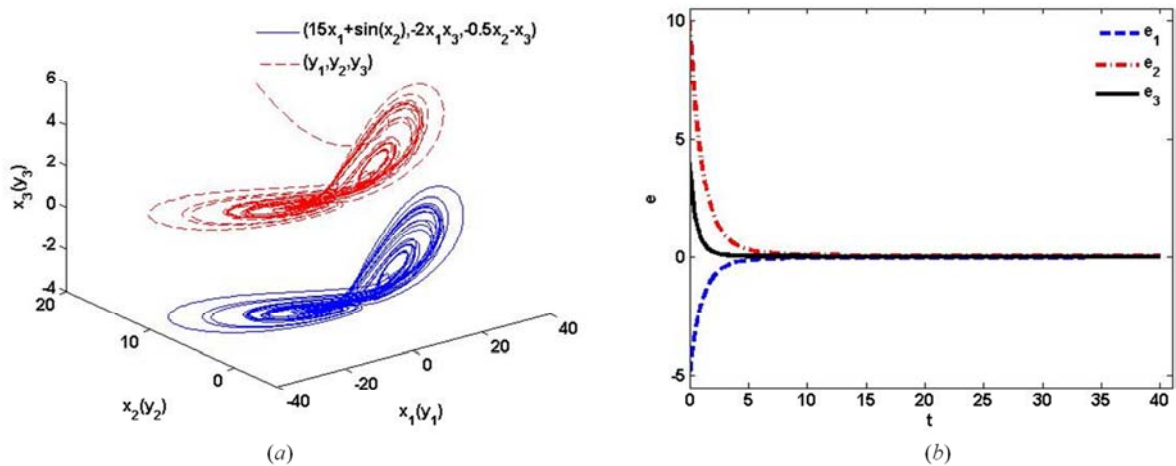 (15x₁+sin(x₂),-2x₁x₃,-0.5x₂-x₃)
(y₁,y₂,y₃)
6
4
2
0
-2
-4
x₃(y₃)
20
10
0
x₂(y₂)
-40
-20
0
20
40
x₁(y₁)
(a)
10
5
0
-5
e
e₁
e₂
e₃
0
5
10
15
20
25
30
35
40
t
(b)